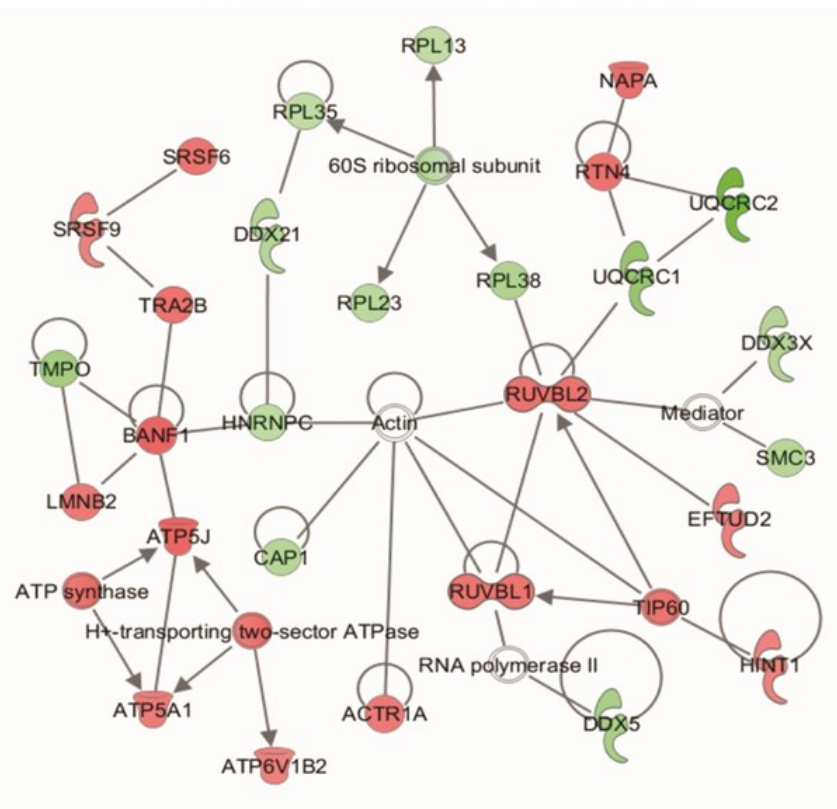 RPL13
NAPA
RPL35
SRSF6
60S ribosomal subunit
RTN4
UQCRC2
SRSF9
DDX21
UQCRC1
RPL38
TRA2B
RPL23
DDX3X
TMPO
RUVBL2
Mediator
BANF1
HNRNPC
Actin
SMC3
LMNB2
EFTUD2
ATP5J
CAP1
ATP synthase
RUVBL1
TIP60
H+-transporting two-sector ATPase
RNA polymerase II
HINT1
ATP5A1
ACTR1A
DDX5
ATP6V1B2